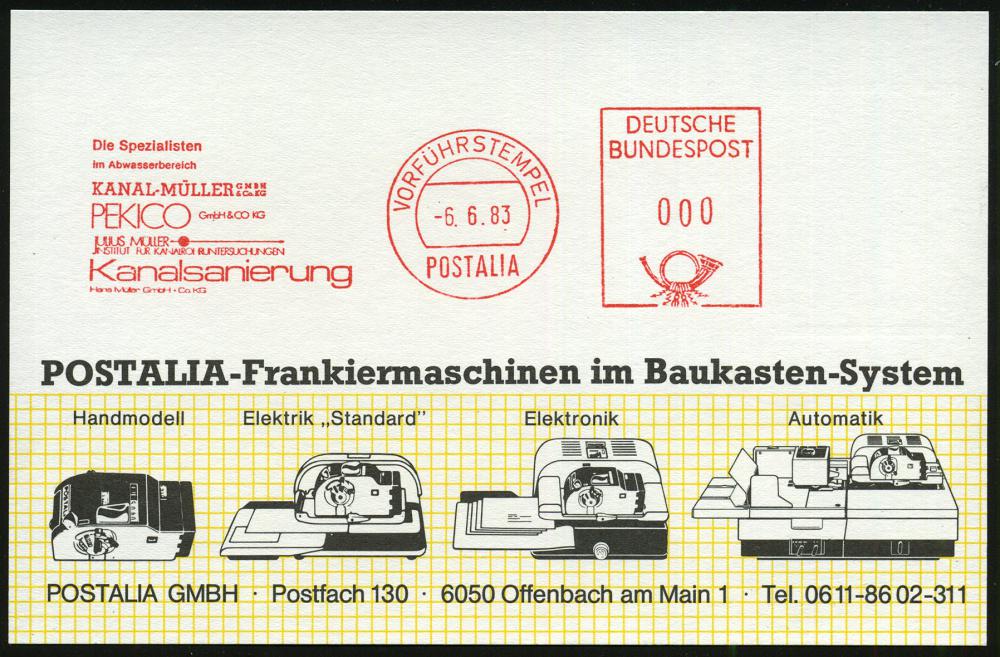 Die Spezialisten
im Abwasserbereich
KANAL-MÜLLER GMBH & Co. KG
PEKICO GmbH & CO KG
JULIUS MÜLLER
INSTITUT FÜR KANALROHRUNTERSUCHUNGEN
Kanalsanierung
Hans Müller GmbH + Co. KG
VORFÜHRSTEMPEL
-6. 6.83
POSTALIA
DEUTSCHE
BUNDESPOST
000
POSTALIA-Frankiermaschinen im Baukasten-System
Handmodell Elektrik „Standard” Elektronik Automatik
POSTALIA GMBH · Postfach 130 · 6050 Offenbach am Main 1 · Tel. 0611-86 02-311